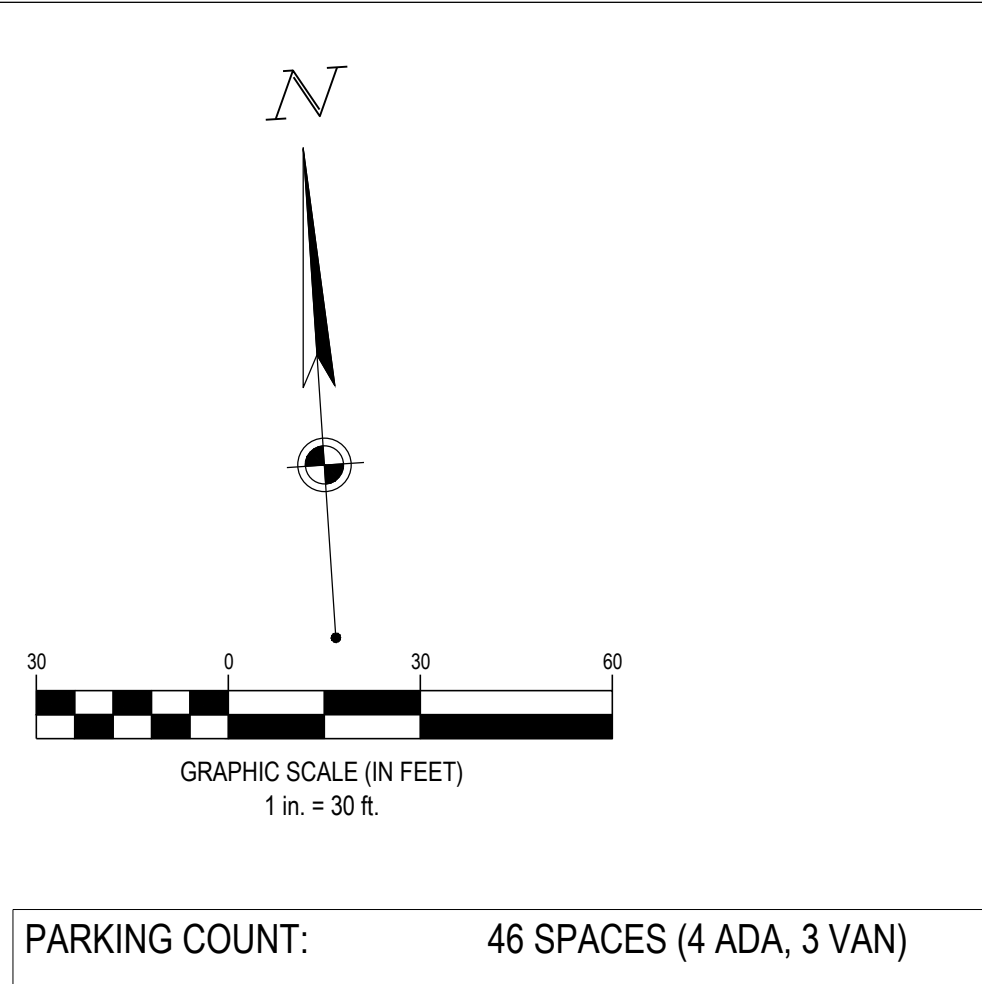 N
30 0 30 60
GRAPHIC SCALE (IN FEET)
1 in. = 30 ft.
PARKING COUNT: 46 SPACES (4 ADA, 3 VAN)